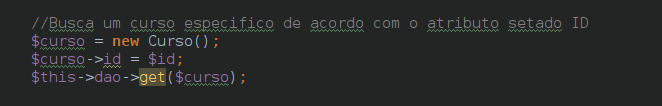 //Busca um curso especifico de acordo com o atributo setado ID
$curso = new Curso();
$curso->id = $id;
$this->dao->get($curso);